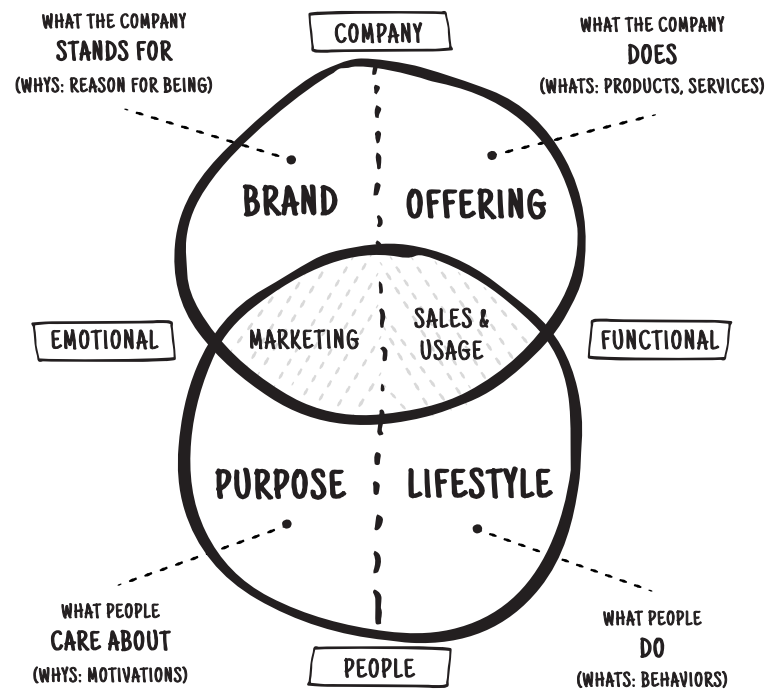 WHAT THE COMPANY
STANDS FOR
(WHYS: REASON FOR BEING)
COMPANY
WHAT THE COMPANY
DOES
(WHATS: PRODUCTS, SERVICES)
BRAND
OFFERING
EMOTIONAL
MARKETING
SALES &
USAGE
FUNCTIONAL
PURPOSE
LIFESTYLE
WHAT PEOPLE
CARE ABOUT
(WHYS: MOTIVATIONS)
PEOPLE
WHAT PEOPLE
DO
(WHATS: BEHAVIORS)